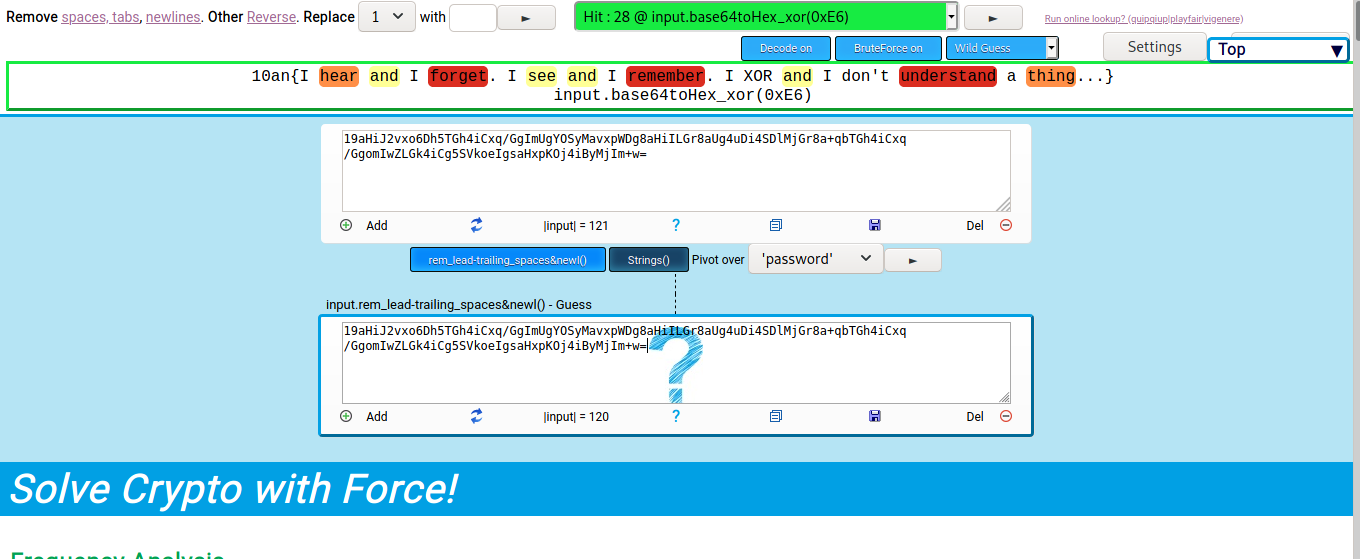 Remove spaces, tabs, newlines. Other Reverse. Replace 1 with ► Hit : 28 @ input.base64toHex_xor(0xE6) ► Run online lookup? (quipqiup|playfair|vigenere)
Decode on BruteForce on Wild Guess Settings Top ▼
10an{I hear and I forget. I see and I remember. I XOR and I don't understand a thing...}
input.base64toHex_xor(0xE6)
19aHiJ2vxo6Dh5TGh4iCxq/GgImUgYOSyMavxpWDg8aHiILGr8aUg4uDi4SDlMjGr8a+qbTGh4iCxq
/GgomIwZLGk4iCg5SVkoeIgsaHxpKOj4iByMjIm+w=
Add |input| = 121 ? Del
rem_lead-trailing_spaces&newl() Strings() Pivot over 'password' ►
input.rem_lead-trailing_spaces&newl() - Guess
19aHiJ2vxo6Dh5TGh4iCxq/GgImUgYOSyMavxpWDg8aHiILGr8aUg4uDi4SDlMjGr8a+qbTGh4iCxq
/GgomIwZLGk4iCg5SVkoeIgsaHxpKOj4iByMjIm+w=
?
Add |input| = 120 ? Del
Solve Crypto with Force!
Frequency Analysis